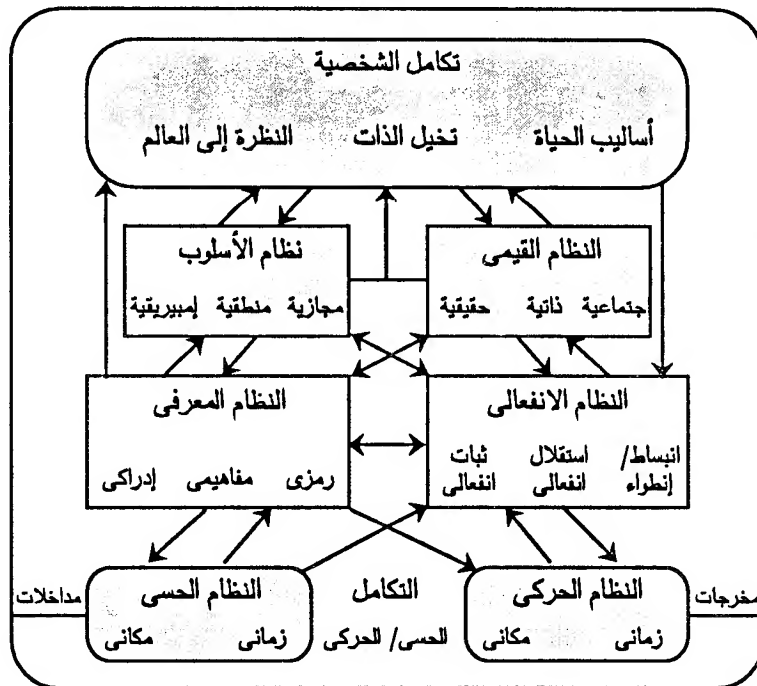 تكامل الشخصية
أساليب الحياة تخيل الذات النظرة إلى العالم
النظام القيمى
اجتماعية ذاتية حقيقية
نظام الأسلوب
مجازية منطقية إمبيريقية
النظام الانفعالى
انبساط/ إنطواء
استقلال انفعالى
ثبات انفعالى
النظام المعرفى
رمزى مفاهيمى إدراكى
مخرجات
النظام الحركى
زمانى مكانى
التكامل
الحسى/ الحركى
النظام الحسى
زمانى مكانى
مداخلات